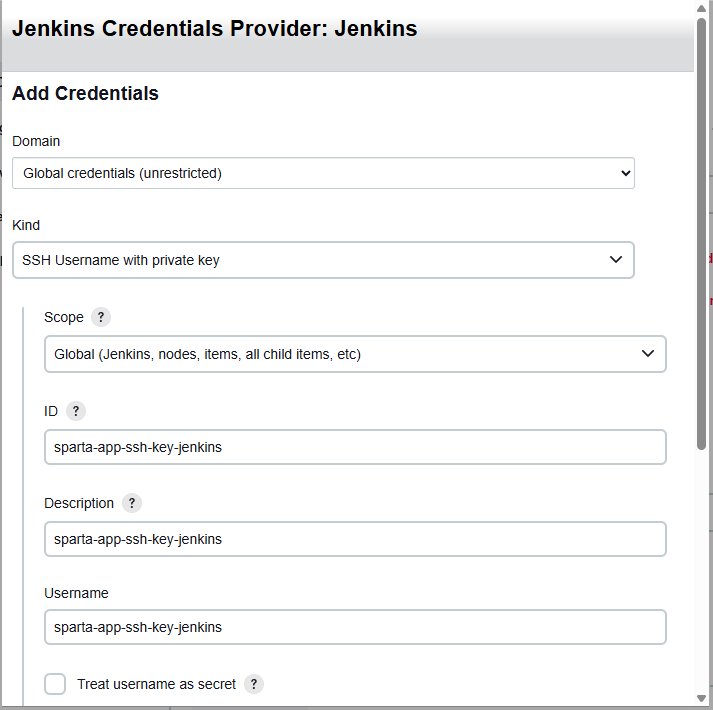 Jenkins Credentials Provider: Jenkins
Add Credentials
Domain
Global credentials (unrestricted)
Kind
SSH Username with private key
Scope ?
Global (Jenkins, nodes, items, all child items, etc)
ID ?
sparta-app-ssh-key-jenkins
Description ?
sparta-app-ssh-key-jenkins
Username
sparta-app-ssh-key-jenkins
Treat username as secret ?